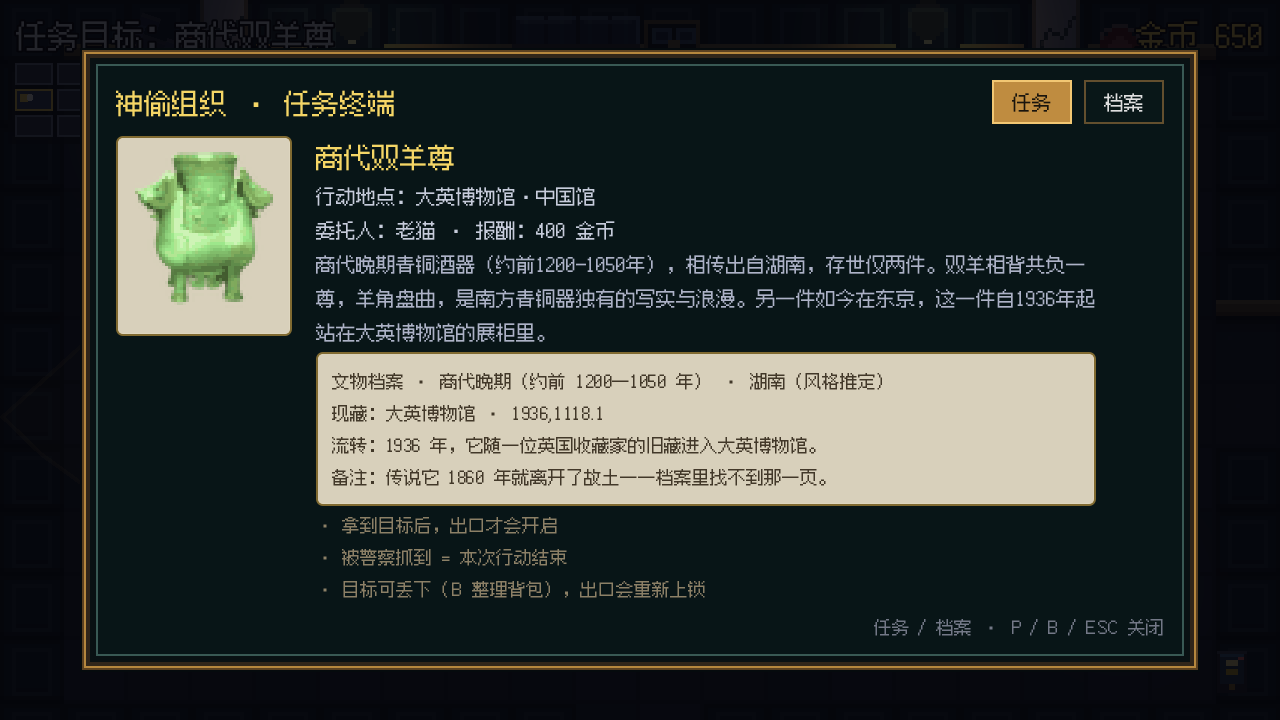 任务目标: 商代双羊尊
金币 650
神偷组织 · 任务终端
任务
档案
商代双羊尊
行动地点: 大英博物馆·中国馆
委托人: 老猫 · 报酬: 400 金币
商代晚期青铜酒器（约前1200-1050年）, 相传出自湖南, 存世仅两件。双羊相背共负一
尊, 羊角盘曲, 是南方青铜器独有的写实与浪漫。另一件如今在东京, 这一件自1936年起
站在大英博物馆的展柜里。
文物档案 · 商代晚期（约前 1200—1050 年） · 湖南（风格推定）
现藏: 大英博物馆 · 1936,1118.1
流转: 1936 年, 它随一位英国收藏家的旧藏进入大英博物馆。
备注: 传说它 1860 年就离开了故土——档案里找不到那一页。
· 拿到目标后, 出口才会开启
· 被警察抓到 = 本次行动结束
· 目标可丢下（B 整理背包）, 出口会重新上锁
任务 / 档案 · P / B / ESC 关闭